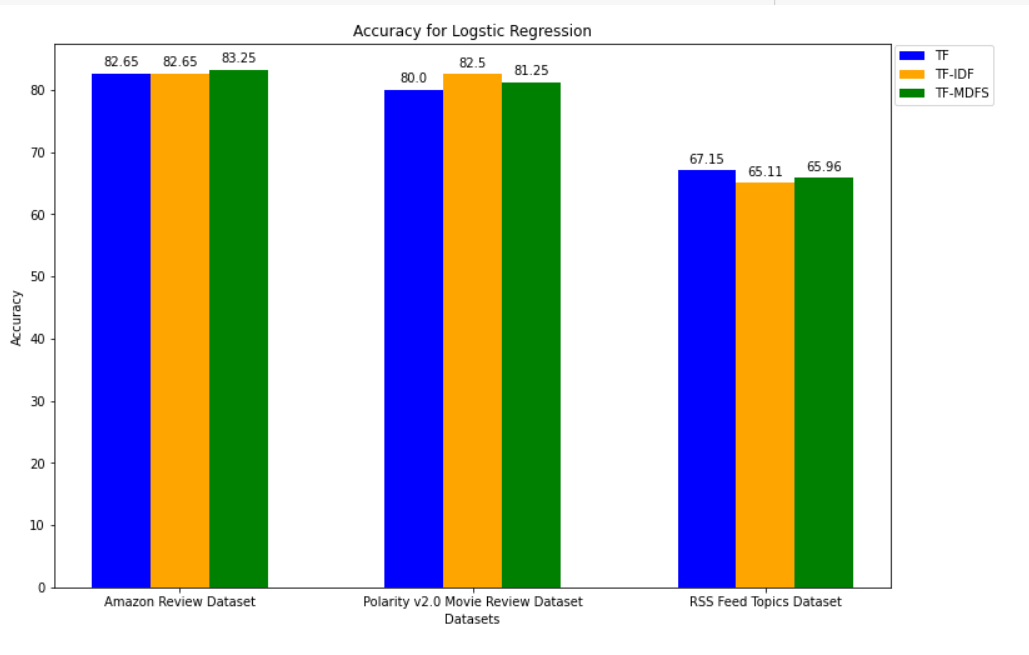 Accuracy for Logstic Regression
82.65 82.65 83.25
80.0 82.5 81.25
67.15 65.11 65.96
TF
TF-IDF
TF-MDFS
Accuracy
80
70
60
50
40
30
20
10
0
Amazon Review Dataset
Polarity v2.0 Movie Review Dataset
RSS Feed Topics Dataset
Datasets